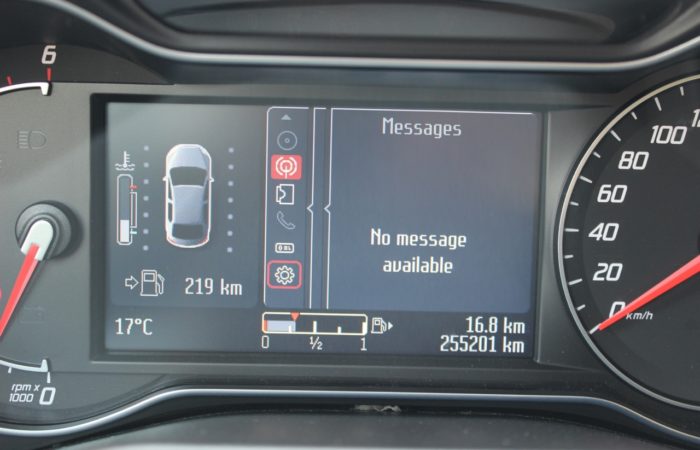 6
Messages
100
80
60
No message
available
40
20
219 km
0
km/h
17°C
16.8 km
0 ½ 1
255201 km
rpm x
1000
0